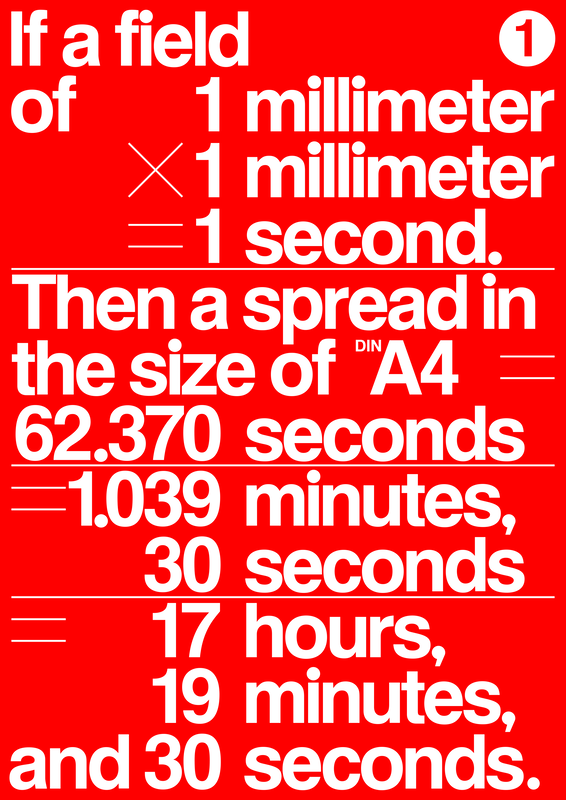 If a field 1
of 1 millimeter
× 1 millimeter
= 1 second.
Then a spread in
the size of DIN A4 =
62.370 seconds
= 1.039 minutes,
30 seconds
= 17 hours,
19 minutes,
and 30 seconds.